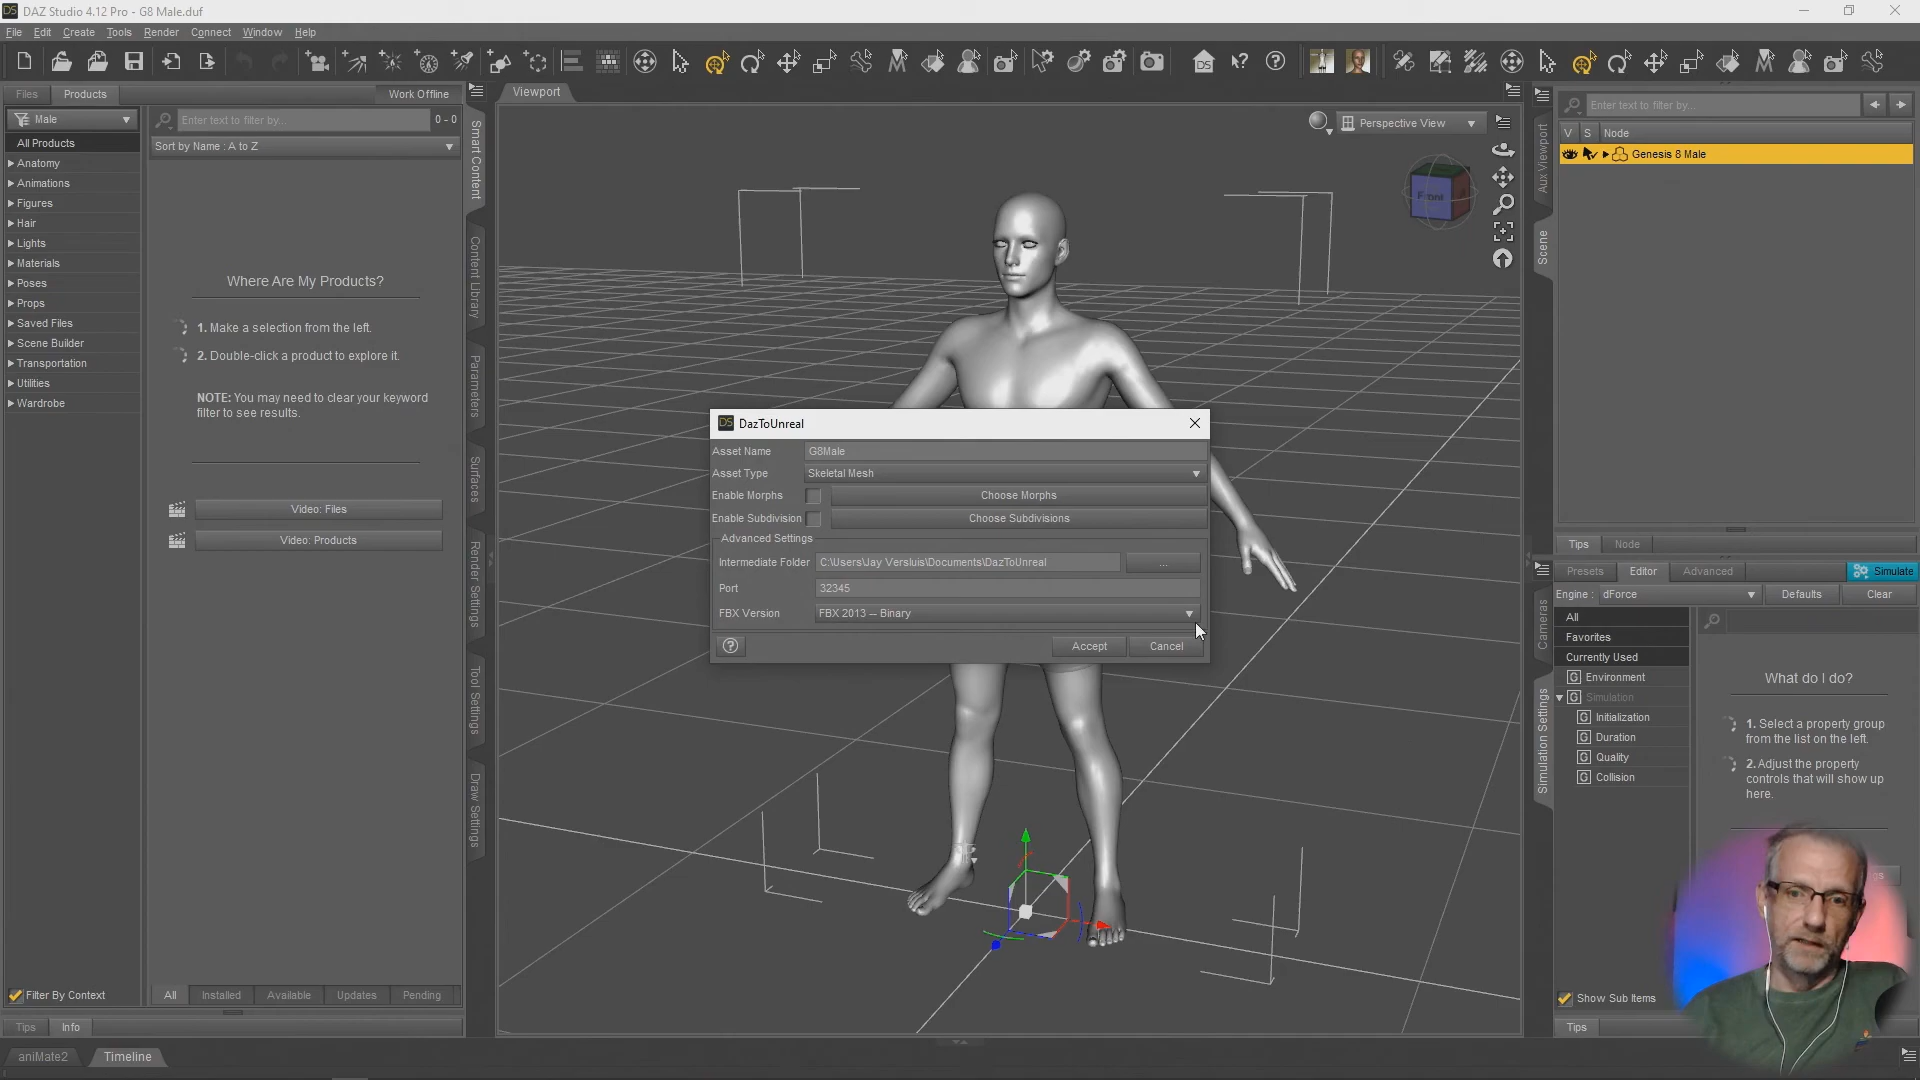 DAZ Studio 4.12 Pro - G8 Male.duf
File Edit Create Tools Render Connect Window Help
Files Products Work Offline
Male
Enter text to filter by... 0 - 0
All Products
Sort by Name : A to Z
Anatomy
Animations
Figures
Hair
Lights
Materials
Poses
Props
Saved Files
Scene Builder
Transportation
Utilities
Wardrobe
Where Are My Products?
1. Make a selection from the left.
2. Double-click a product to explore it.
NOTE: You may need to clear your keyword
filter to see results.
Video: Files
Video: Products
Filter By Context
All Installed Available Updates Pending
Tips Info
aniMate2 Timeline
Smart Content
Content Library
Parameters
Surfaces
Render Settings
Tool Settings
Draw Settings
Viewport
Perspective View
Front
DazToUnreal
Asset Name G8Male
Asset Type Skeletal Mesh
Enable Morphs Choose Morphs
Enable Subdivision Choose Subdivisions
Advanced Settings
Intermediate Folder C:\Users\Jay Versluis\Documents\DazToUnreal ...
Port 32345
FBX Version FBX 2013 -- Binary
Accept Cancel
Aux Viewport
Scene
Cameras
Simulation Settings
Enter text to filter by...
V S Node
Genesis 8 Male
Tips Node
Presets Editor Advanced Simulate
Engine : dForce Defaults Clear
All
Favorites
Currently Used
Environment
Simulation
Initialization
Duration
Quality
Collision
What do I do?
1. Select a property group
from the list on the left.
2. Adjust the property
controls that will show up
here.
Show Sub Items
Tips